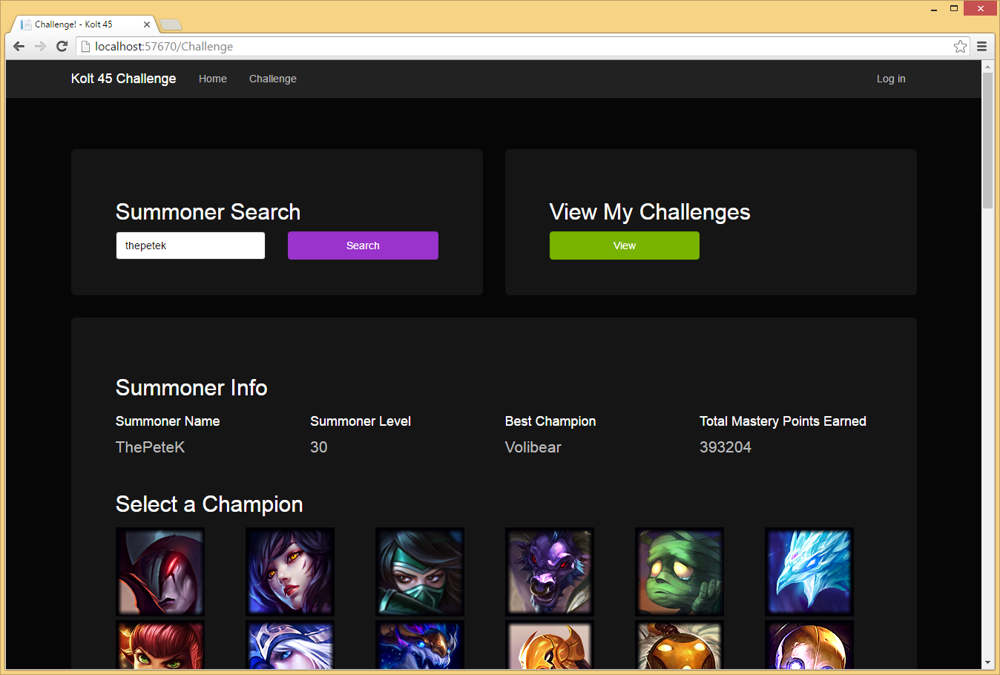 Challenge! - Kolt 45
localhost:57670/Challenge
Kolt 45 Challenge Home Challenge Log in
Summoner Search
thepetek Search
View My Challenges
View
Summoner Info
Summoner Name Summoner Level Best Champion Total Mastery Points Earned
ThePeteK 30 Volibear 393204
Select a Champion